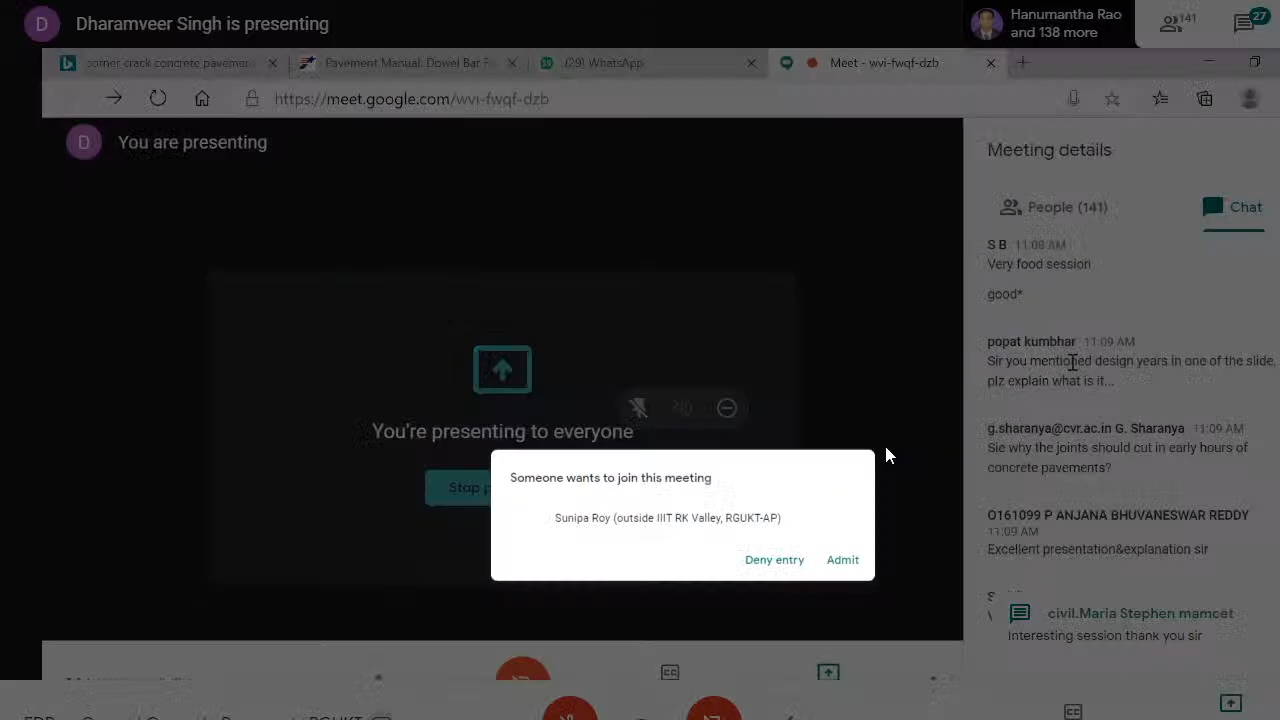 D
Dharamveer Singh is presenting
Hanumantha Rao
and 138 more
141
27
corner crack concrete pavemen
Pavement Manual: Dowel Bar F
(29) WhatsApp
Meet - wvi-fwqf-dzb
https://meet.google.com/wvi-fwqf-dzb
D
You are presenting
Meeting details
People (141)
Chat
S B 11:08 AM
Very food session
good*
popat kumbhar 11:09 AM
Sir you mentioned design years in one of the slide,
plz explain what is it...
You're presenting to everyone
Stop p
g.sharanya@cvr.ac.in G. Sharanya 11:09 AM
Sie why the joints should cut in early hours of
concrete pavements?
Someone wants to join this meeting
Sunipa Roy (outside IIIT RK Valley, RGUKT-AP)
Deny entry
Admit
O161099 P ANJANA BHUVANESWAR REDDY
11:09 AM
Excellent presentation&explanation sir
civil.Maria Stephen mamcet
Interesting session thank you sir